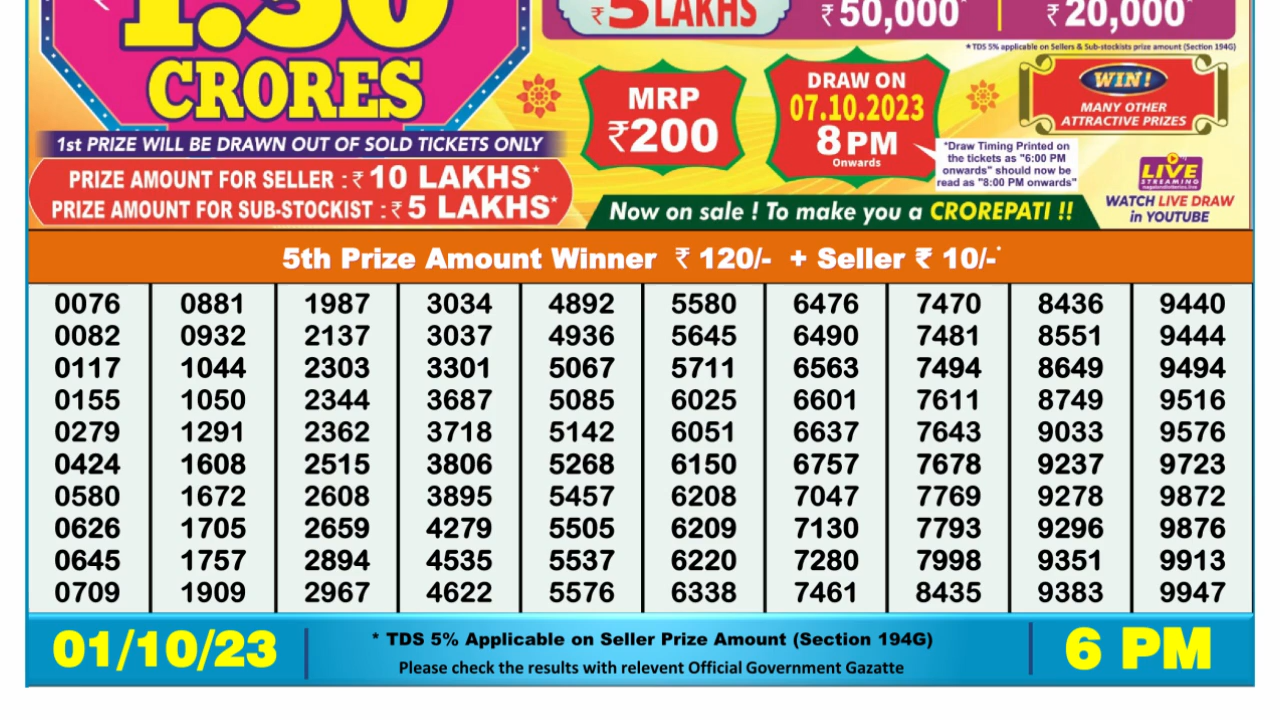 1.50
CRORES
1st PRIZE WILL BE DRAWN OUT OF SOLD TICKETS ONLY
PRIZE AMOUNT FOR SELLER : ₹ 10 LAKHS*
PRIZE AMOUNT FOR SUB-STOCKIST : ₹ 5 LAKHS*
₹5 LAKHS
₹ 50,000*
₹ 20,000*
*TDS 5% applicable on Sellers & Sub-stockists prize amount (Section 194G)
MRP
₹200
DRAW ON
07.10.2023
8 PM
Onwards
*Draw Timing Printed on
the tickets as "6:00 PM
onwards" should now be
read as "8:00 PM onwards"
WIN!
MANY OTHER
ATTRACTIVE PRIZES
LIVE
STREAMING
WATCH LIVE DRAW
in YOUTUBE
Now on sale ! To make you a CROREPATI !!
5th Prize Amount Winner ₹ 120/- + Seller ₹ 10/-*
0076 0881 1987 3034 4892 5580 6476 7470 8436 9440
0082 0932 2137 3037 4936 5645 6490 7481 8551 9444
0117 1044 2303 3301 5067 5711 6563 7494 8649 9494
0155 1050 2344 3687 5085 6025 6601 7611 8749 9516
0279 1291 2362 3718 5142 6051 6637 7643 9033 9576
0424 1608 2515 3806 5268 6150 6757 7678 9237 9723
0580 1672 2608 3895 5457 6208 7047 7769 9278 9872
0626 1705 2659 4279 5505 6209 7130 7793 9296 9876
0645 1757 2894 4535 5537 6220 7280 7998 9351 9913
0709 1909 2967 4622 5576 6338 7461 8435 9383 9947
01/10/23
* TDS 5% Applicable on Seller Prize Amount (Section 194G)
Please check the results with relevent Official Government Gazatte
6 PM